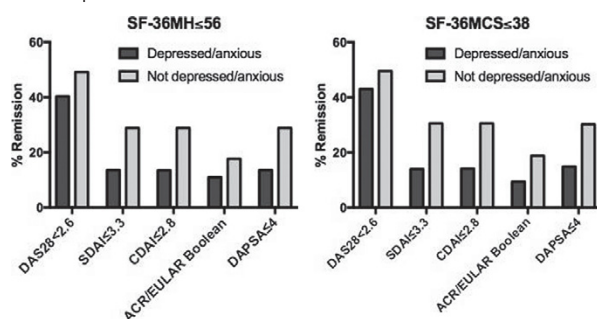 SF-36MH≤56
Depressed/anxious
Not depressed/anxious
% Remission
60
40
20
0
DAS28<2.6
SDAI≤3.3
CDAI≤2.8
ACR/EULAR Boolean
DAPSA≤4
SF-36MCS≤38
Depressed/anxious
Not depressed/anxious
% Remission
60
40
20
0
DAS28<2.6
SDAI≤3.3
CDAI≤2.8
ACR/EULAR Boolean
DAPSA≤4